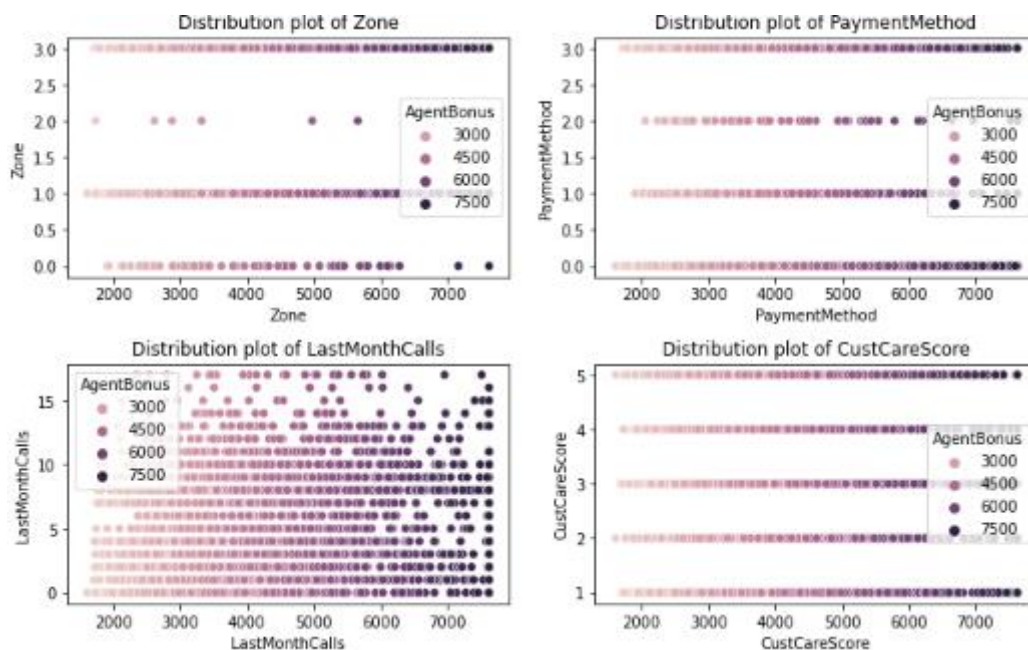 Distribution plot of Zone
3.0
2.5
2.0
1.5
1.0
0.5
0.0
Zone
AgentBonus
3000
4500
6000
7500
2000 3000 4000 5000 6000 7000
Zone
Distribution plot of PaymentMethod
3.0
2.5
2.0
1.5
1.0
0.5
0.0
PaymentMethod
AgentBonus
3000
4500
6000
7500
2000 3000 4000 5000 6000 7000
PaymentMethod
Distribution plot of LastMonthCalls
15
10
5
0
LastMonthCalls
AgentBonus
3000
4500
6000
7500
2000 3000 4000 5000 6000 7000
LastMonthCalls
Distribution plot of CustCareScore
5
4
3
2
1
CustCareScore
AgentBonus
3000
4500
6000
7500
2000 3000 4000 5000 6000 7000
CustCareScore